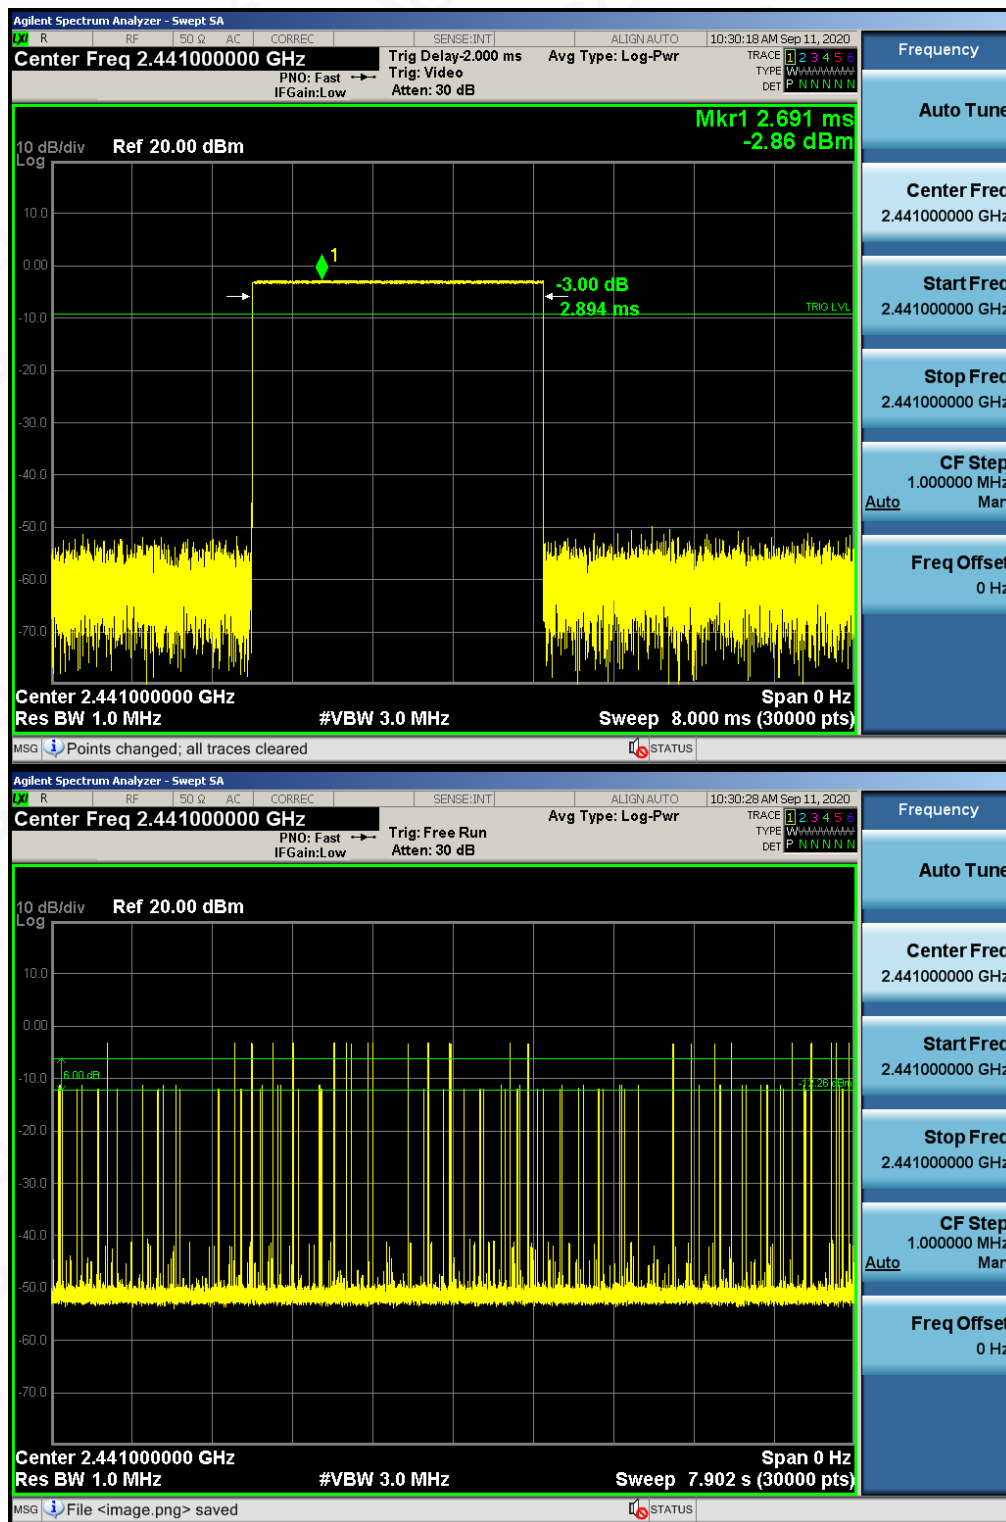 Agilent Spectrum Analyzer - Swept SA
LXI R RF 50 Ω AC CORREC SENSE:INT ALIGN AUTO 10:30:18 AM Sep 11, 2020
Center Freq 2.441000000 GHz
PNO: Fast
IFGain:Low
Trig Delay-2.000 ms
Trig: Video
Atten: 30 dB
Avg Type: Log-Pwr
TRACE 1 2 3 4 5 6
TYPE W
DET P N N N N N
Frequency
Mkr1 2.691 ms
-2.86 dBm
10 dB/div Ref 20.00 dBm
Log
10.0
0.00
-10.0
-20.0
-30.0
-40.0
-50.0
-60.0
-70.0
1
-3.00 dB
2.894 ms
TRIG LVL
Center 2.441000000 GHz Span 0 Hz
Res BW 1.0 MHz #VBW 3.0 MHz Sweep 8.000 ms (30000 pts)
MSG Points changed; all traces cleared STATUS
Auto Tune
Center Freq
2.441000000 GHz
Start Freq
2.441000000 GHz
Stop Freq
2.441000000 GHz
CF Step
1.000000 MHz
Auto Man
Freq Offset
0 Hz
Agilent Spectrum Analyzer - Swept SA
LXI R RF 50 Ω AC CORREC SENSE:INT ALIGN AUTO 10:30:28 AM Sep 11, 2020
Center Freq 2.441000000 GHz
PNO: Fast
IFGain:Low
Trig: Free Run
Atten: 30 dB
Avg Type: Log-Pwr
TRACE 1 2 3 4 5 6
TYPE W
DET P N N N N N
Frequency
10 dB/div Ref 20.00 dBm
Log
10.0
0.00
-10.0
-20.0
-30.0
-40.0
-50.0
-60.0
-70.0
6.00 dB
-12.26 dBm
Center 2.441000000 GHz Span 0 Hz
Res BW 1.0 MHz #VBW 3.0 MHz Sweep 7.902 s (30000 pts)
MSG File <image.png> saved STATUS
Auto Tune
Center Freq
2.441000000 GHz
Start Freq
2.441000000 GHz
Stop Freq
2.441000000 GHz
CF Step
1.000000 MHz
Auto Man
Freq Offset
0 Hz